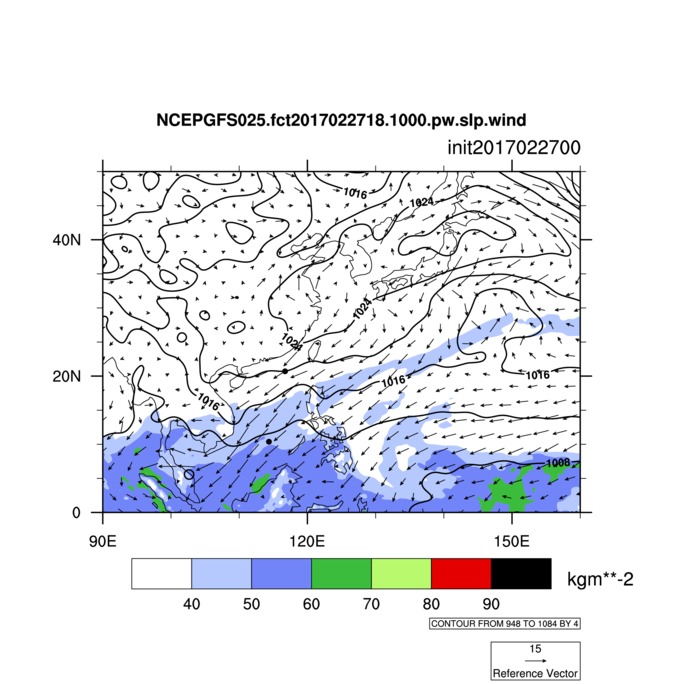 NCEPGFS025.fct2017022718.1000.pw.slp.wind
init2017022700
1016
1024
40N
1024
1024
20N
1016
1016
1016
1008
0
90E 120E 150E
40 50 60 70 80 90
kgm**-2
CONTOUR FROM 948 TO 1084 BY 4
15
Reference Vector